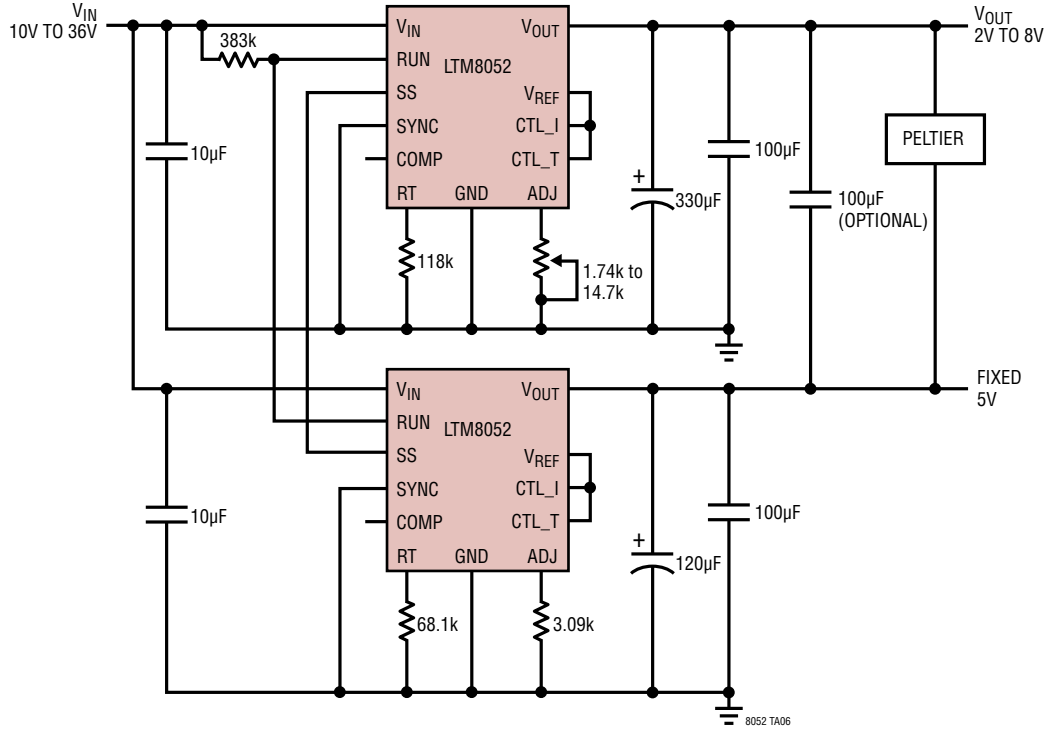 VIN
10V TO 36V
383k
10µF
VIN
RUN
SS
SYNC
COMP
RT
GND
ADJ
LTM8052
VOUT
VREF
CTL_I
CTL_T
118k
1.74k to
14.7k
+
330µF
100µF
100µF
(OPTIONAL)
PELTIER
VOUT
2V TO 8V
10µF
VIN
RUN
SS
SYNC
COMP
RT
GND
ADJ
LTM8052
VOUT
VREF
CTL_I
CTL_T
68.1k
3.09k
+
120µF
100µF
FIXED
5V
8052 TA06